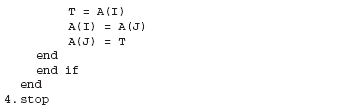 T = A(I)
A(I) = A(J)
A(J) = T
end
end if
end
4. stop